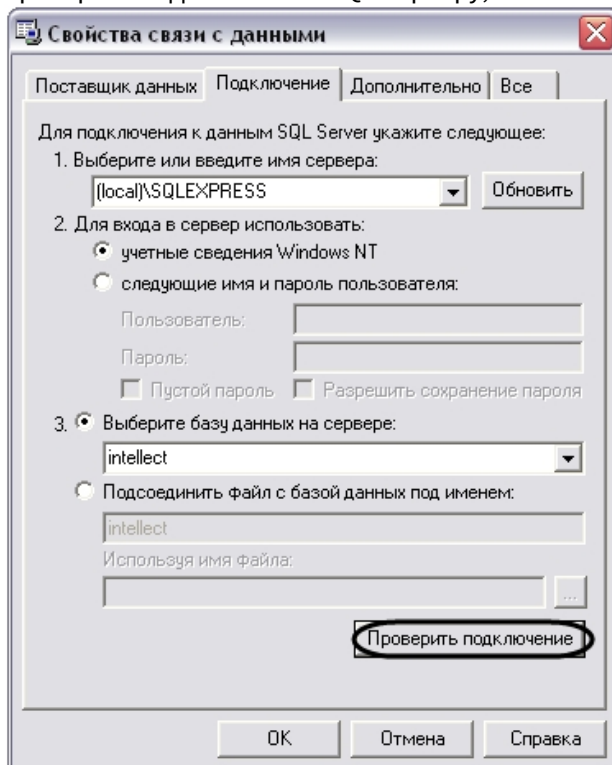 Свойства связи с данными
Поставщик данных Подключение Дополнительно Все
Для подключения к данным SQL Server укажите следующее:
1. Выберите или введите имя сервера:
(local)\SQLEXPRESS Обновить
2. Для входа в сервер использовать:
учетные сведения Windows NT
следующие имя и пароль пользователя:
Пользователь:
Пароль:
Пустой пароль Разрешить сохранение пароля
3. Выберите базу данных на сервере:
intellect
Подсоединить файл с базой данных под именем:
intellect
Используя имя файла:
...
Проверить подключение
OK Отмена Справка